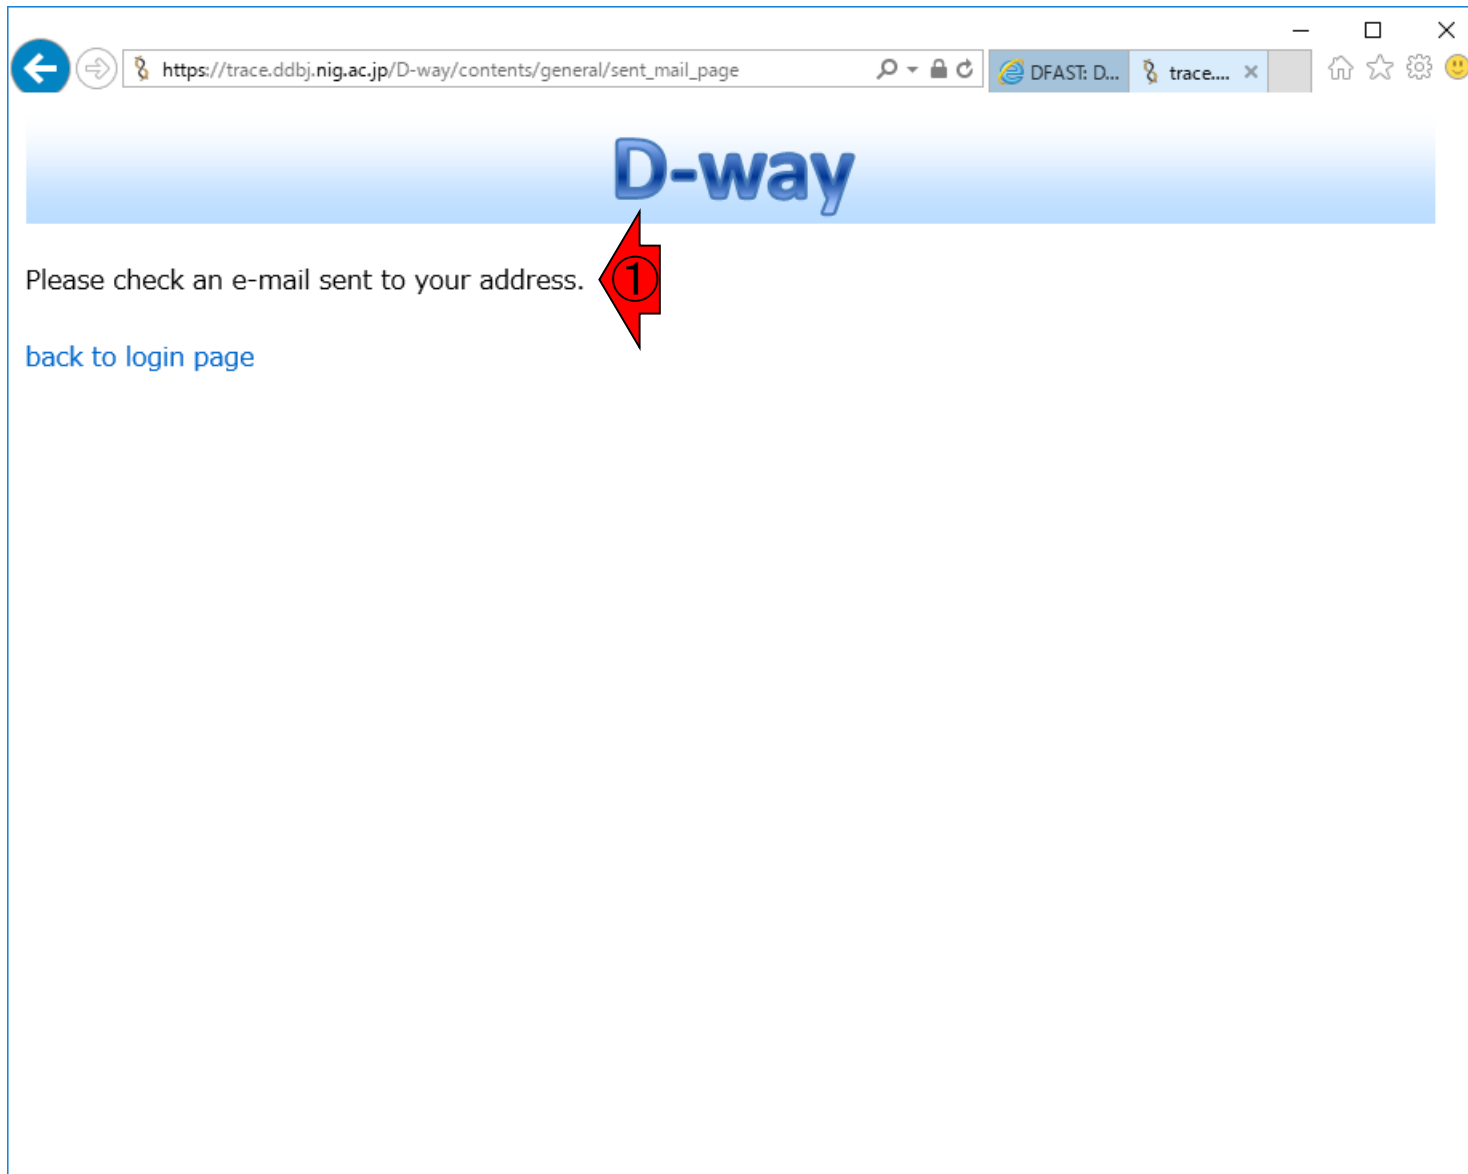 https://trace.ddbj.nig.ac.jp/D-way/contents/general/sent_mail_page
DFAST: D...
trace....
D-way
Please check an e-mail sent to your address.
①
back to login page